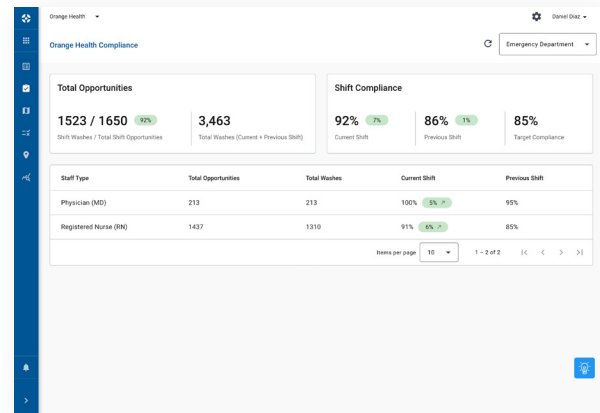 Orange Health
Daniel Diaz
Orange Health Compliance
Emergency Department
Total Opportunities
1523 / 1650 92%
Shift Washes / Total Shift Opportunities
3,463
Total Washes (Current + Previous Shift)
Shift Compliance
92% 7%
Current Shift
86% 1%
Previous Shift
85%
Target Compliance
Staff Type Total Opportunities Total Washes Current Shift Previous Shift
Physician (MD) 213 213 100% 5% ↗ 95%
Registered Nurse (RN) 1437 1310 91% 6% ↗ 85%
Items per page 10 1 – 2 of 2